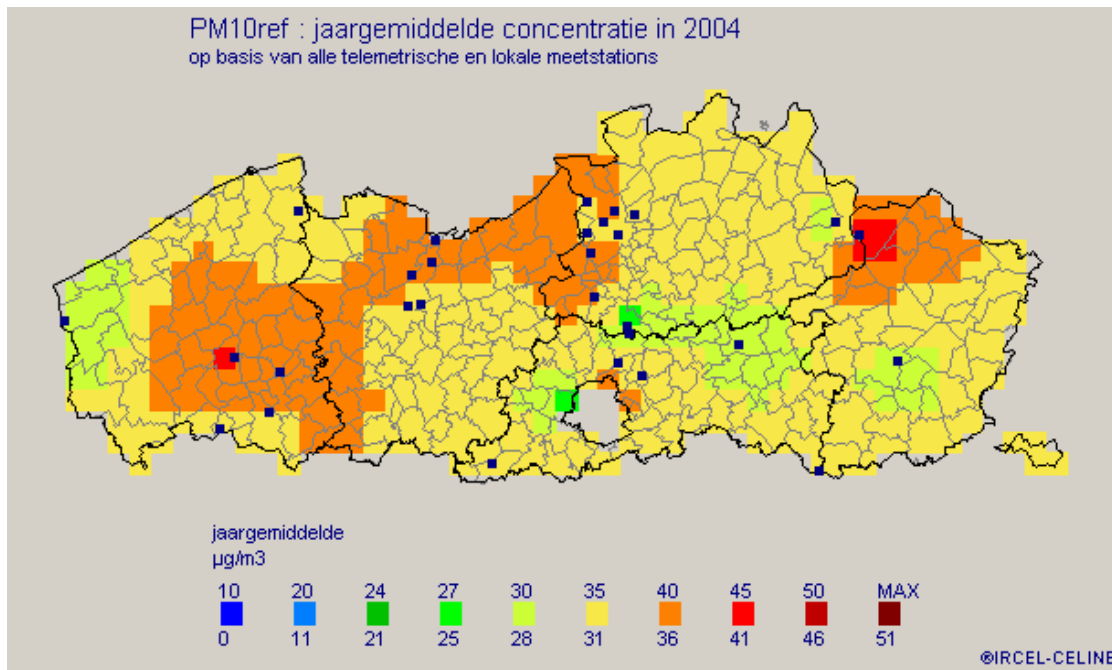 PM10ref : jaargemiddelde concentratie in 2004
op basis van alle telemetrische en lokale meetstations
jaargemiddelde
µg/m3
10 20 24 27 30 35 40 45 50 MAX
0 11 21 25 28 31 36 41 46 51
©IRCEL-CELINE